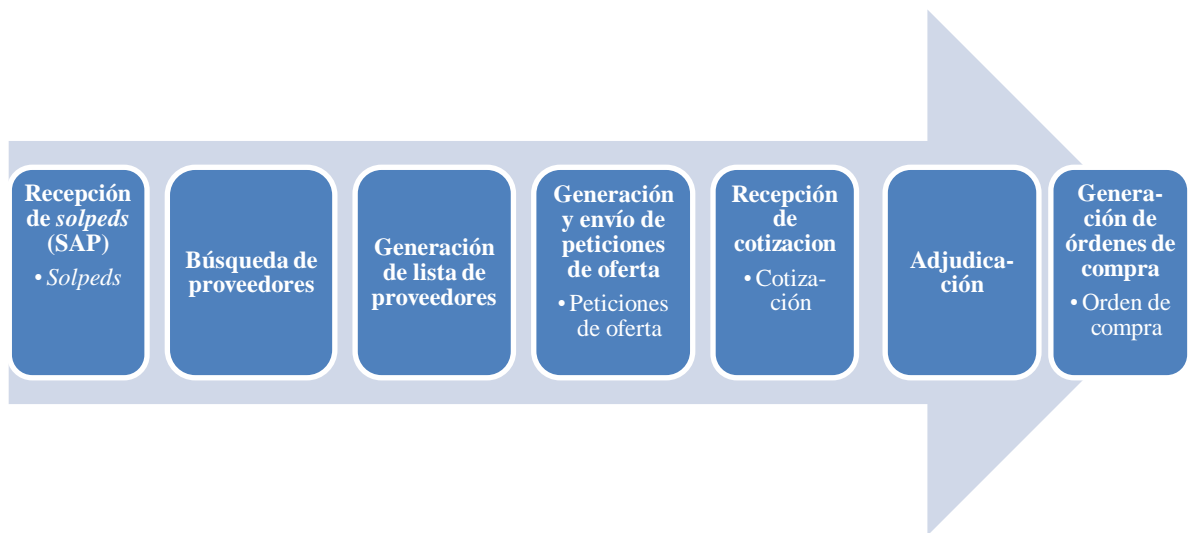 Recepción
de solpeds
(SAP)
• Solpeds
Búsqueda de
proveedores
Generación
de lista de
proveedores
Generación
y envío de
peticiones
de oferta
• Peticiones
de oferta
Recepción
de
cotizacion
• Cotiza-
ción
Adjudica-
ción
Genera-
ción de
órdenes de
compra
• Orden de
compra